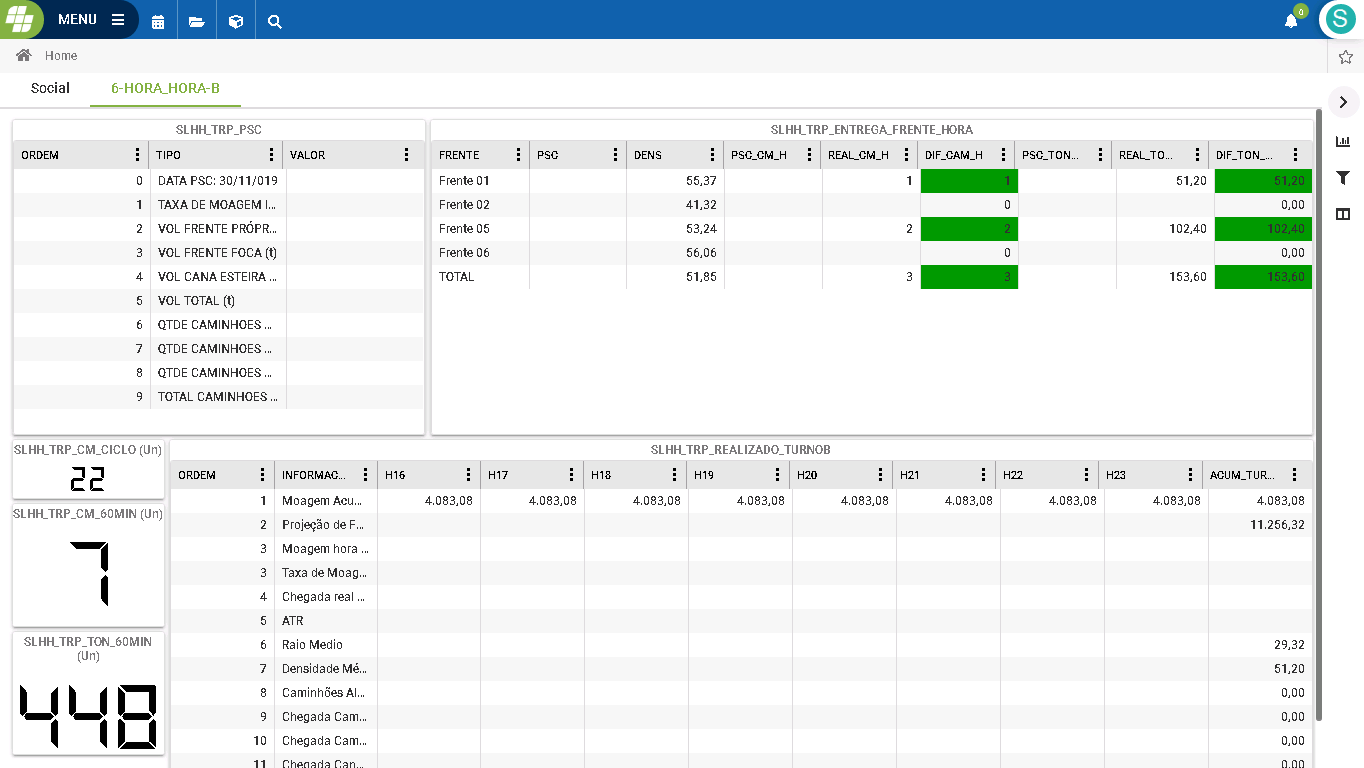 MENU
0
S
Home
Social 6-HORA_HORA-B
SLHH_TRP_PSC
ORDEM TIPO VALOR
0 DATA PSC: 30/11/019
1 TAXA DE MOAGEM I...
2 VOL FRENTE PRÓPR...
3 VOL FRENTE FOCA (t)
4 VOL CANA ESTEIRA ...
5 VOL TOTAL (t)
6 QTDE CAMINHOES ...
7 QTDE CAMINHOES ...
8 QTDE CAMINHOES ...
9 TOTAL CAMINHOES ...
SLHH_TRP_ENTREGA_FRENTE_HORA
FRENTE PSC DENS PSC_CM_H REAL_CM_H DIF_CAM_H PSC_TON... REAL_TO... DIF_TON_...
Frente 01 55,37 1 1 51,20 51,20
Frente 02 41,32 0 0,00
Frente 05 53,24 2 2 102,40 102,40
Frente 06 56,06 0 0,00
TOTAL 51,85 3 3 153,60 153,60
SLHH_TRP_CM_CICLO (Un)
22
SLHH_TRP_CM_60MIN (Un)
7
SLHH_TRP_TON_60MIN
(Un)
448
SLHH_TRP_REALIZADO_TURNOB
ORDEM INFORMAC... H16 H17 H18 H19 H20 H21 H22 H23 ACUM_TUR...
1 Moagem Acu... 4.083,08 4.083,08 4.083,08 4.083,08 4.083,08 4.083,08 4.083,08 4.083,08 4.083,08
2 Projeção de F... 11.256,32
3 Moagem hora ...
3 Taxa de Moag...
4 Chegada real ...
5 ATR
6 Raio Medio 29,32
7 Densidade Mé... 51,20
8 Caminhões Al... 0,00
9 Chegada Cam... 0,00
10 Chegada Cam... 0,00
11 Chegada Can... 0,00